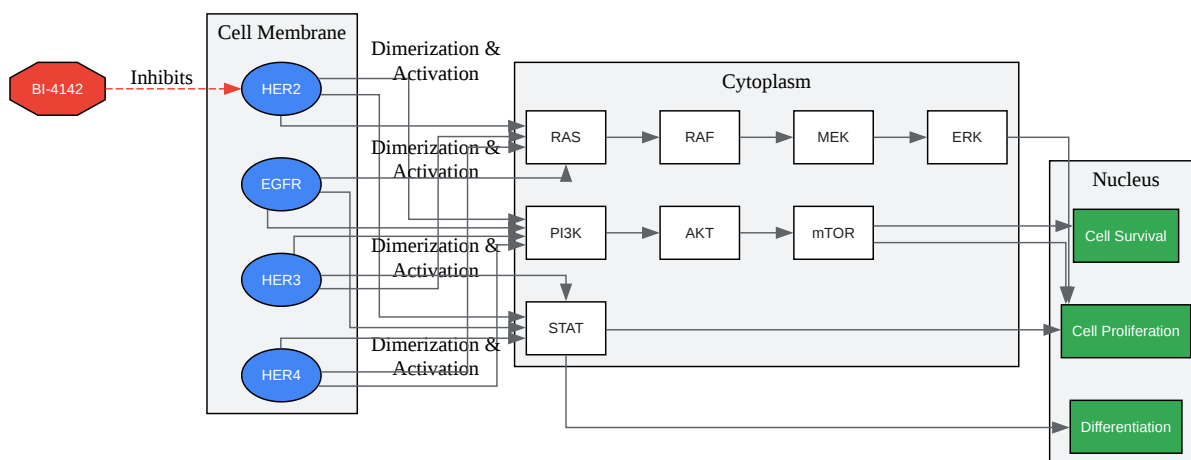 Cell Membrane
BI-4142
Inhibits
HER2
EGFR
HER3
HER4
Dimerization &
Activation
Dimerization &
Activation
Dimerization &
Activation
Dimerization &
Activation
Cytoplasm
RAS
RAF
MEK
ERK
PI3K
AKT
mTOR
STAT
Nucleus
Cell Survival
Cell Proliferation
Differentiation